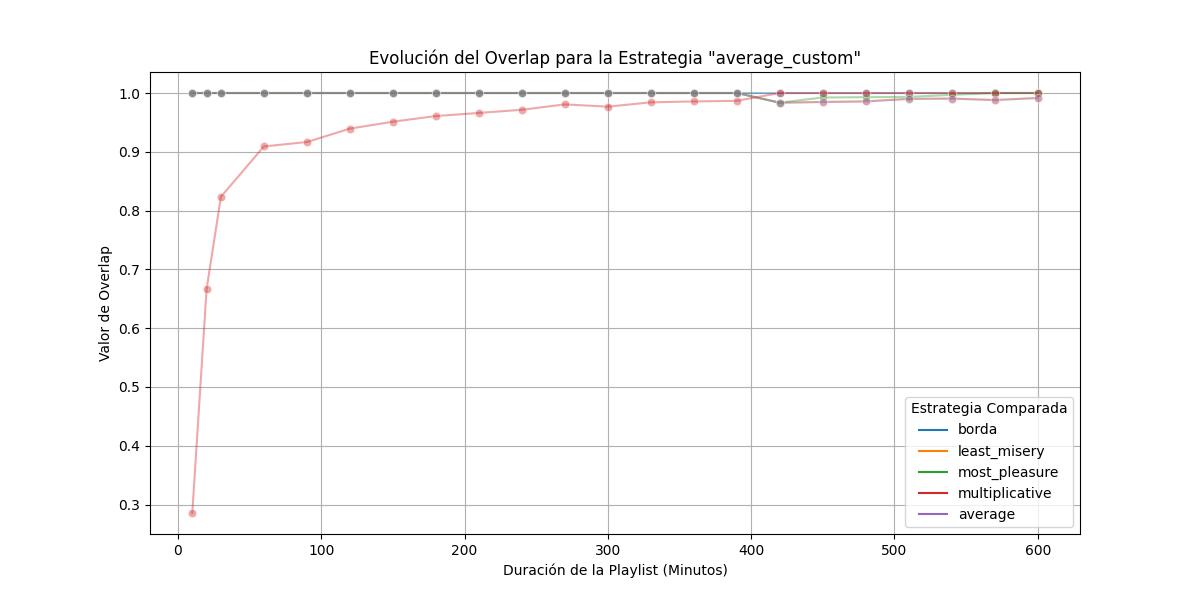 Evolución del Overlap para la Estrategia "average_custom"
Valor de Overlap
1.0
0.9
0.8
0.7
0.6
0.5
0.4
0.3
0 100 200 300 400 500 600
Duración de la Playlist (Minutos)
Estrategia Comparada
borda
least_misery
most_pleasure
multiplicative
average